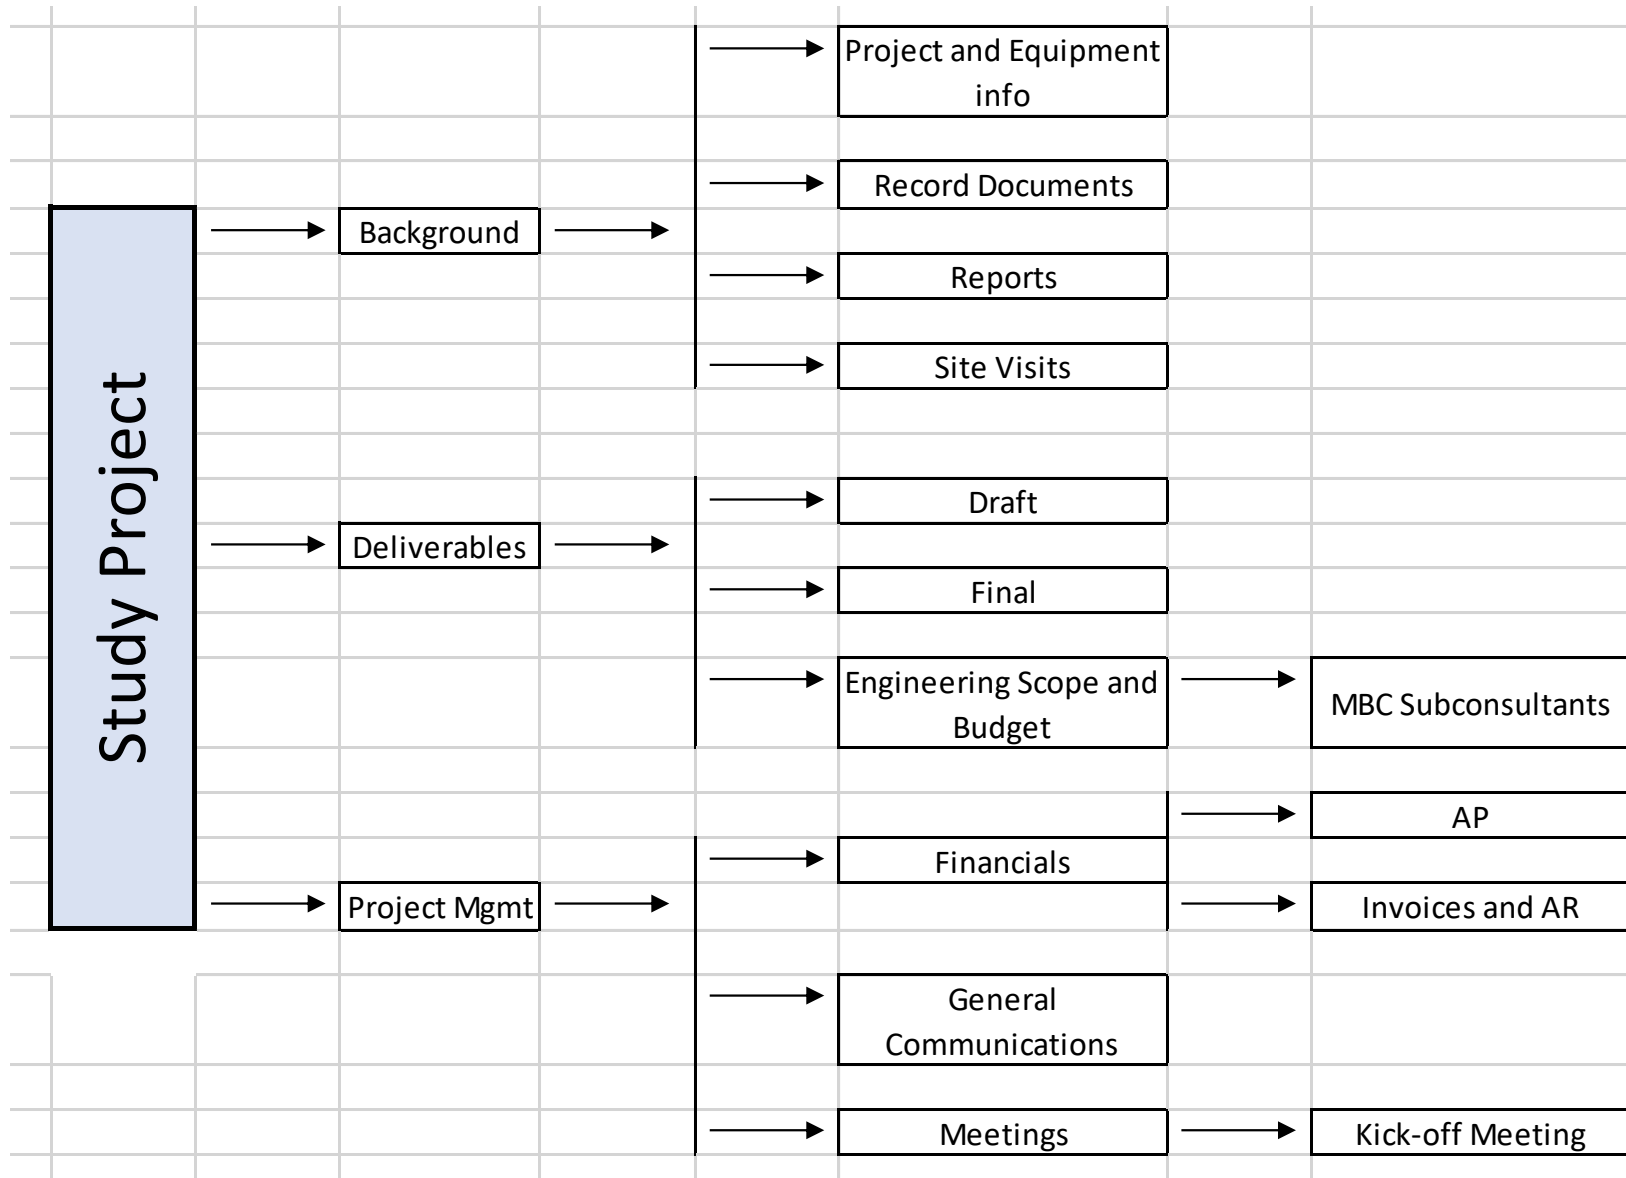 Project and Equipment
info
Record Documents
Background
Reports
Site Visits
Study Project
Draft
Deliverables
Final
Engineering Scope and
Budget
MBC Subconsultants
AP
Financials
Project Mgmt
Invoices and AR
General
Communications
Meetings
Kick-off Meeting